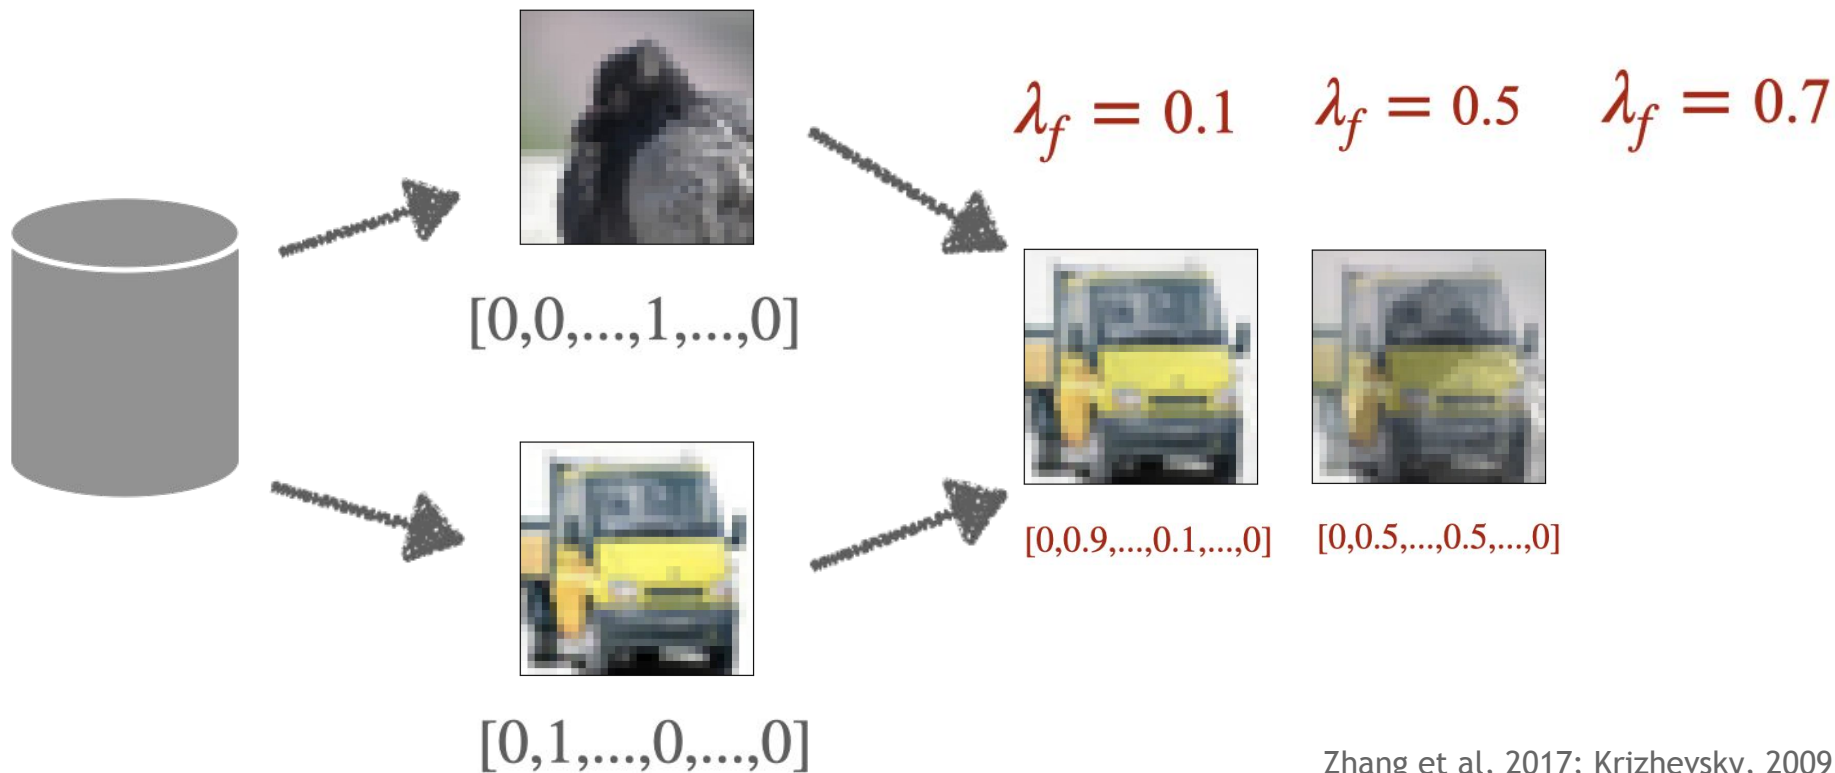 λf = 0.1
λf = 0.5
λf = 0.7
[0,0,...,1,...,0]
[0,0.9,...,0.1,...,0]
[0,0.5,...,0.5,...,0]
[0,1,...,0,...,0]
Zhang et al, 2017; Krizhevsky, 2009